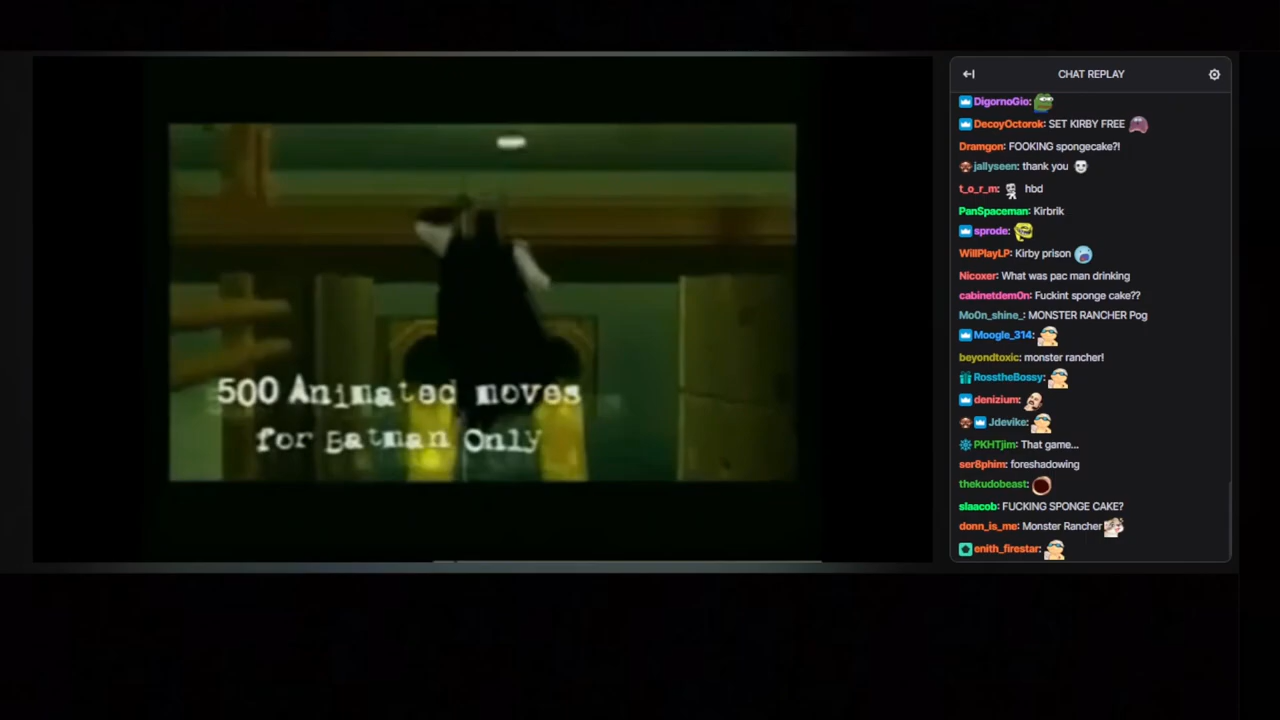 500 Animated moves
for Batman Only
CHAT REPLAY
DigornoGio:
DecoyOctorok: SET KIRBY FREE
Dramgon: FOOKING spongecake?!
jallyseen: thank you
t_o_r_m: hbd
PanSpaceman: Kirbrik
sprode:
WillPlayLP: Kirby prison
Nicoxer: What was pac man drinking
cabinetdem0n: Fuckint sponge cake??
Mo0n_shine_: MONSTER RANCHER Pog
Moogle_314:
beyondtoxic: monster rancher!
RosstheBossy:
denizium:
Jdevike:
PKHTjim: That game...
ser8phim: foreshadowing
thekudobeast:
slaacob: FUCKING SPONGE CAKE?
donn_is_me: Monster Rancher
enith_firestar: